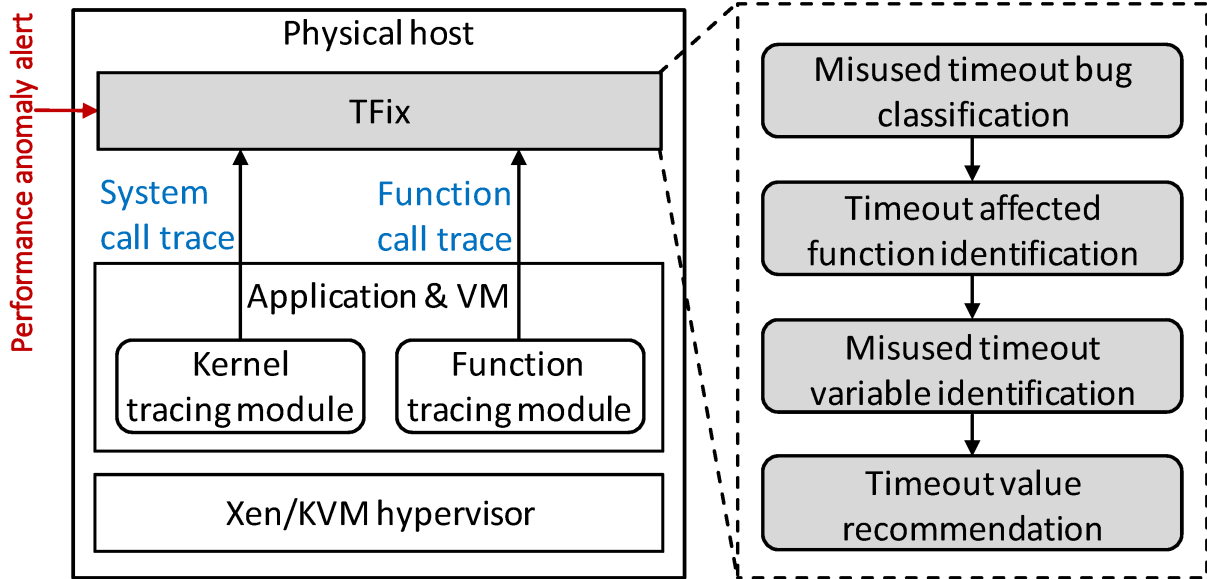 Performance anomaly alert
Physical host
TFix
System
call trace
Function
call trace
Application & VM
Kernel
tracing module
Function
tracing module
Xen/KVM hypervisor
Misused timeout bug
classification
Timeout affected
function identification
Misused timeout
variable identification
Timeout value
recommendation